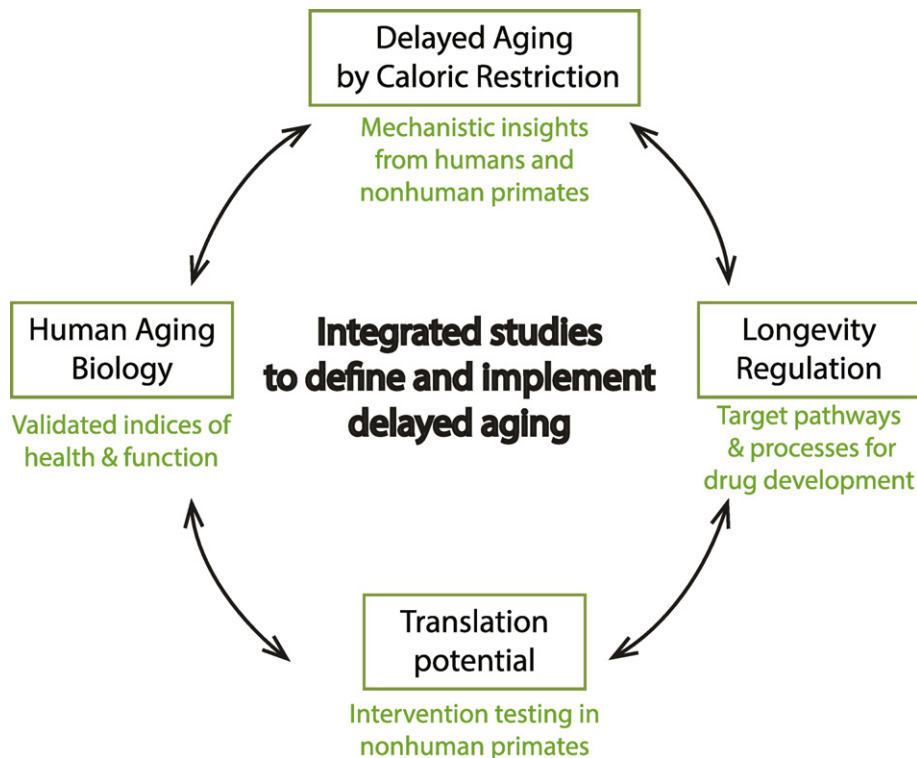 Delayed Aging
by Caloric Restriction
Mechanistic insights
from humans and
nonhuman primates
Human Aging
Biology
Validated indices of
health & function
Integrated studies
to define and implement
delayed aging
Longevity
Regulation
Target pathways
& processes for
drug development
Translation
potential
Intervention testing in
nonhuman primates